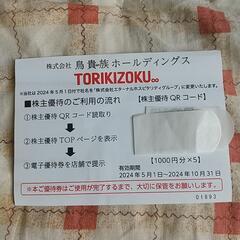 株式会社 鳥貴族ホールディングス
TORIKIZOKU
※当社は2024年5月1日付で社名を「株式会社エターナルホスピタリティグループ」に変更いたします。
■株主優待のご利用の流れ
【株主優待QRコード】
①株主優待QRコード読取り
②株主優待TOPページを表示
③電子優待券を店舗で提示
【1000円分×5】
有効期間
2024年5月1日～2024年10月31日
※本ご優待券はご使用が完了するまで、大切に保管をお願いします。
01893